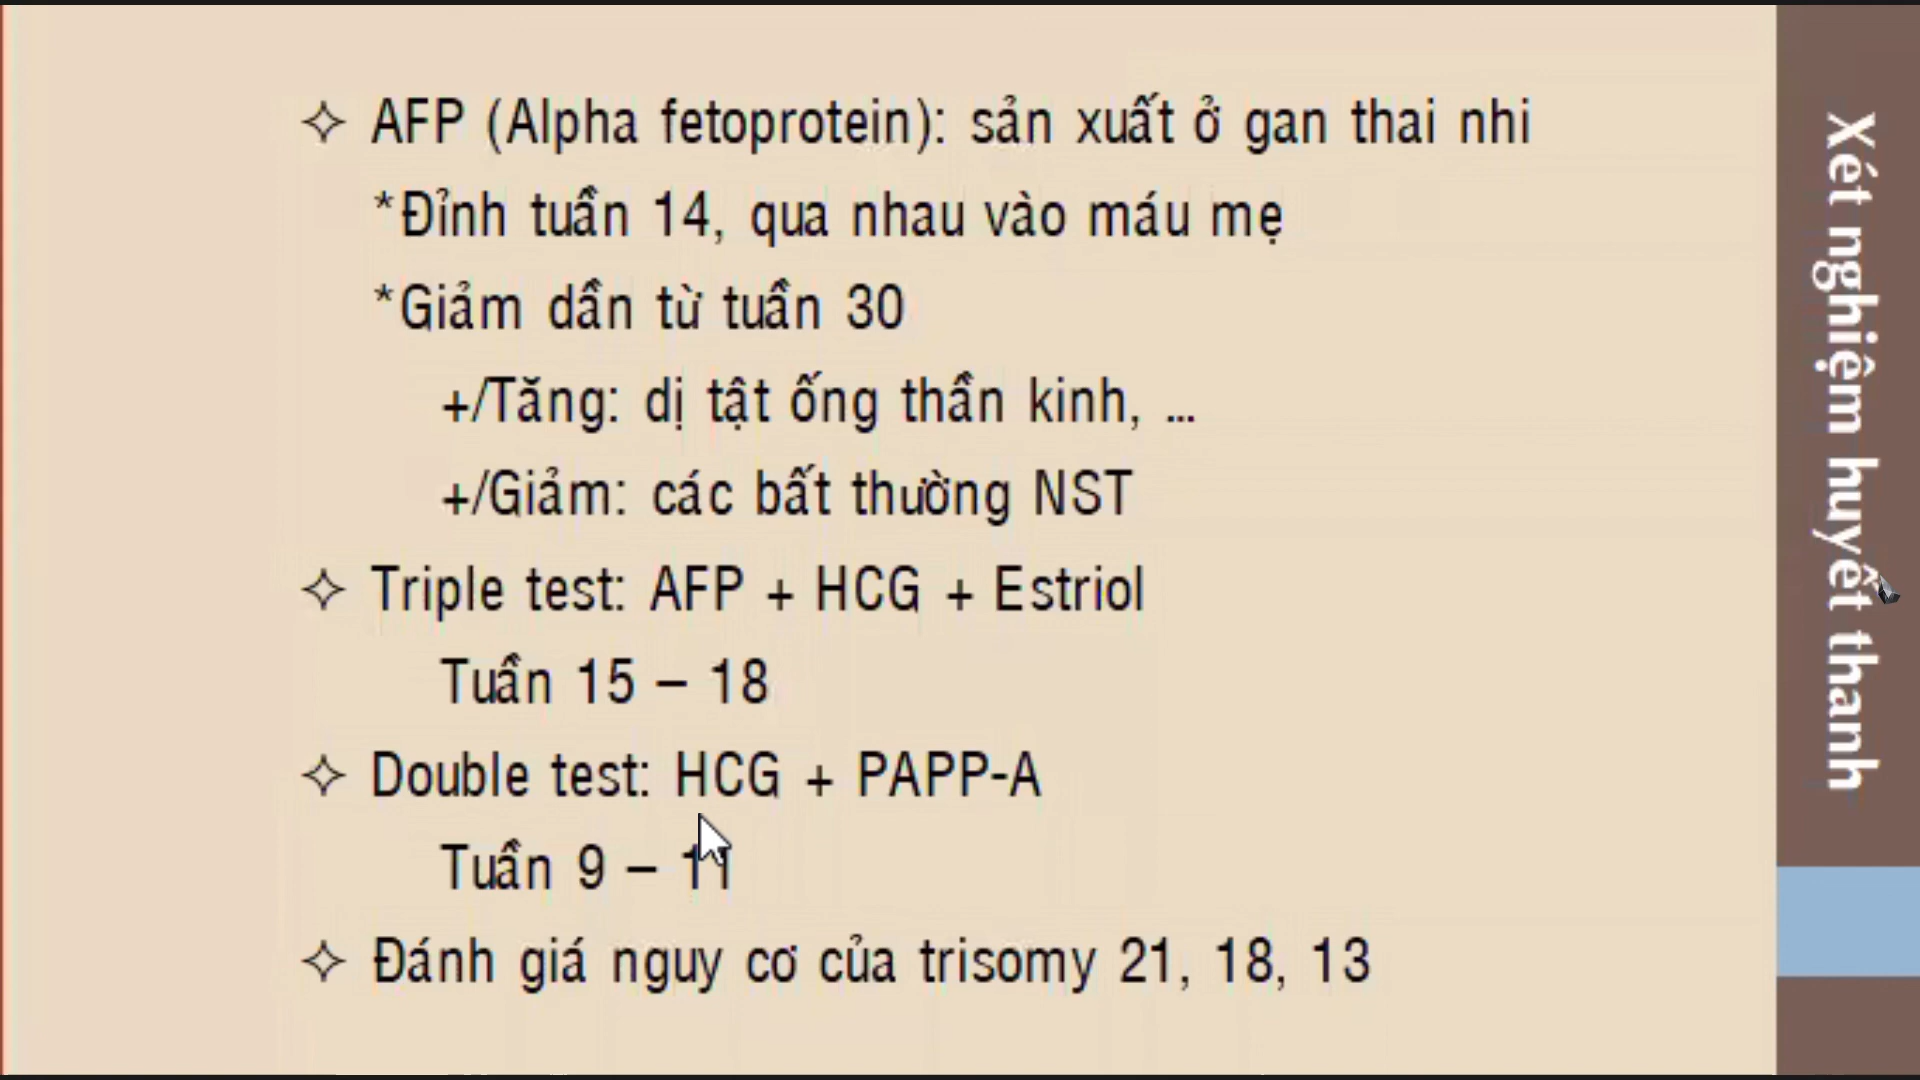 ✧ AFP (Alpha fetoprotein): sản xuất ở gan thai nhi
*Đỉnh tuần 14, qua nhau vào máu mẹ
*Giảm dần từ tuần 30
+/Tăng: dị tật ống thần kinh, ...
+/Giảm: các bất thường NST
✧ Triple test: AFP + HCG + Estriol
Tuần 15 – 18
✧ Double test: HCG + PAPP-A
Tuần 9 – 11
✧ Đánh giá nguy cơ của trisomy 21, 18, 13
Xét nghiệm huyết thanh